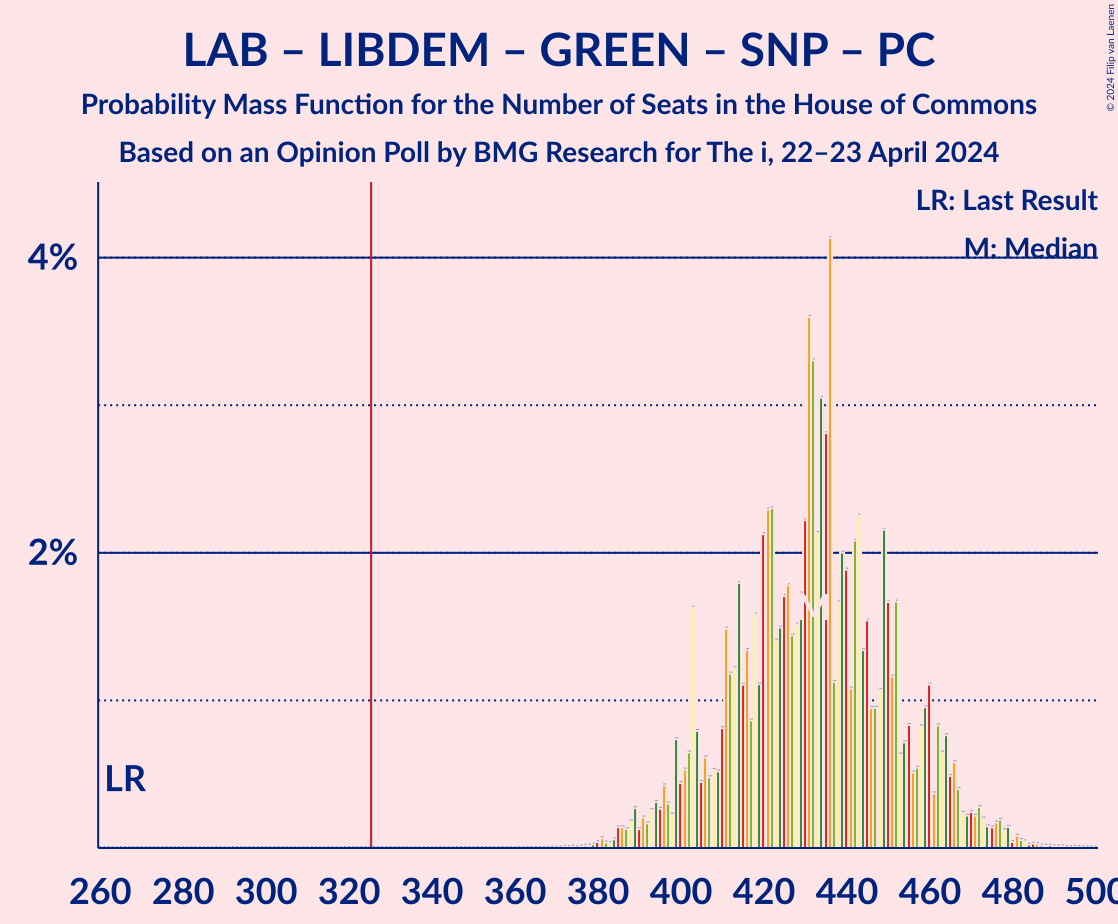 LAB – LIBDEM – GREEN – SNP – PC
Probability Mass Function for the Number of Seats in the House of Commons
Based on an Opinion Poll by BMG Research for The i, 22–23 April 2024
© 2024 Filip van Laenen
LR: Last Result
M: Median
4%
2%
LR
M
260 280 300 320 340 360 380 400 420 440 460 480 500